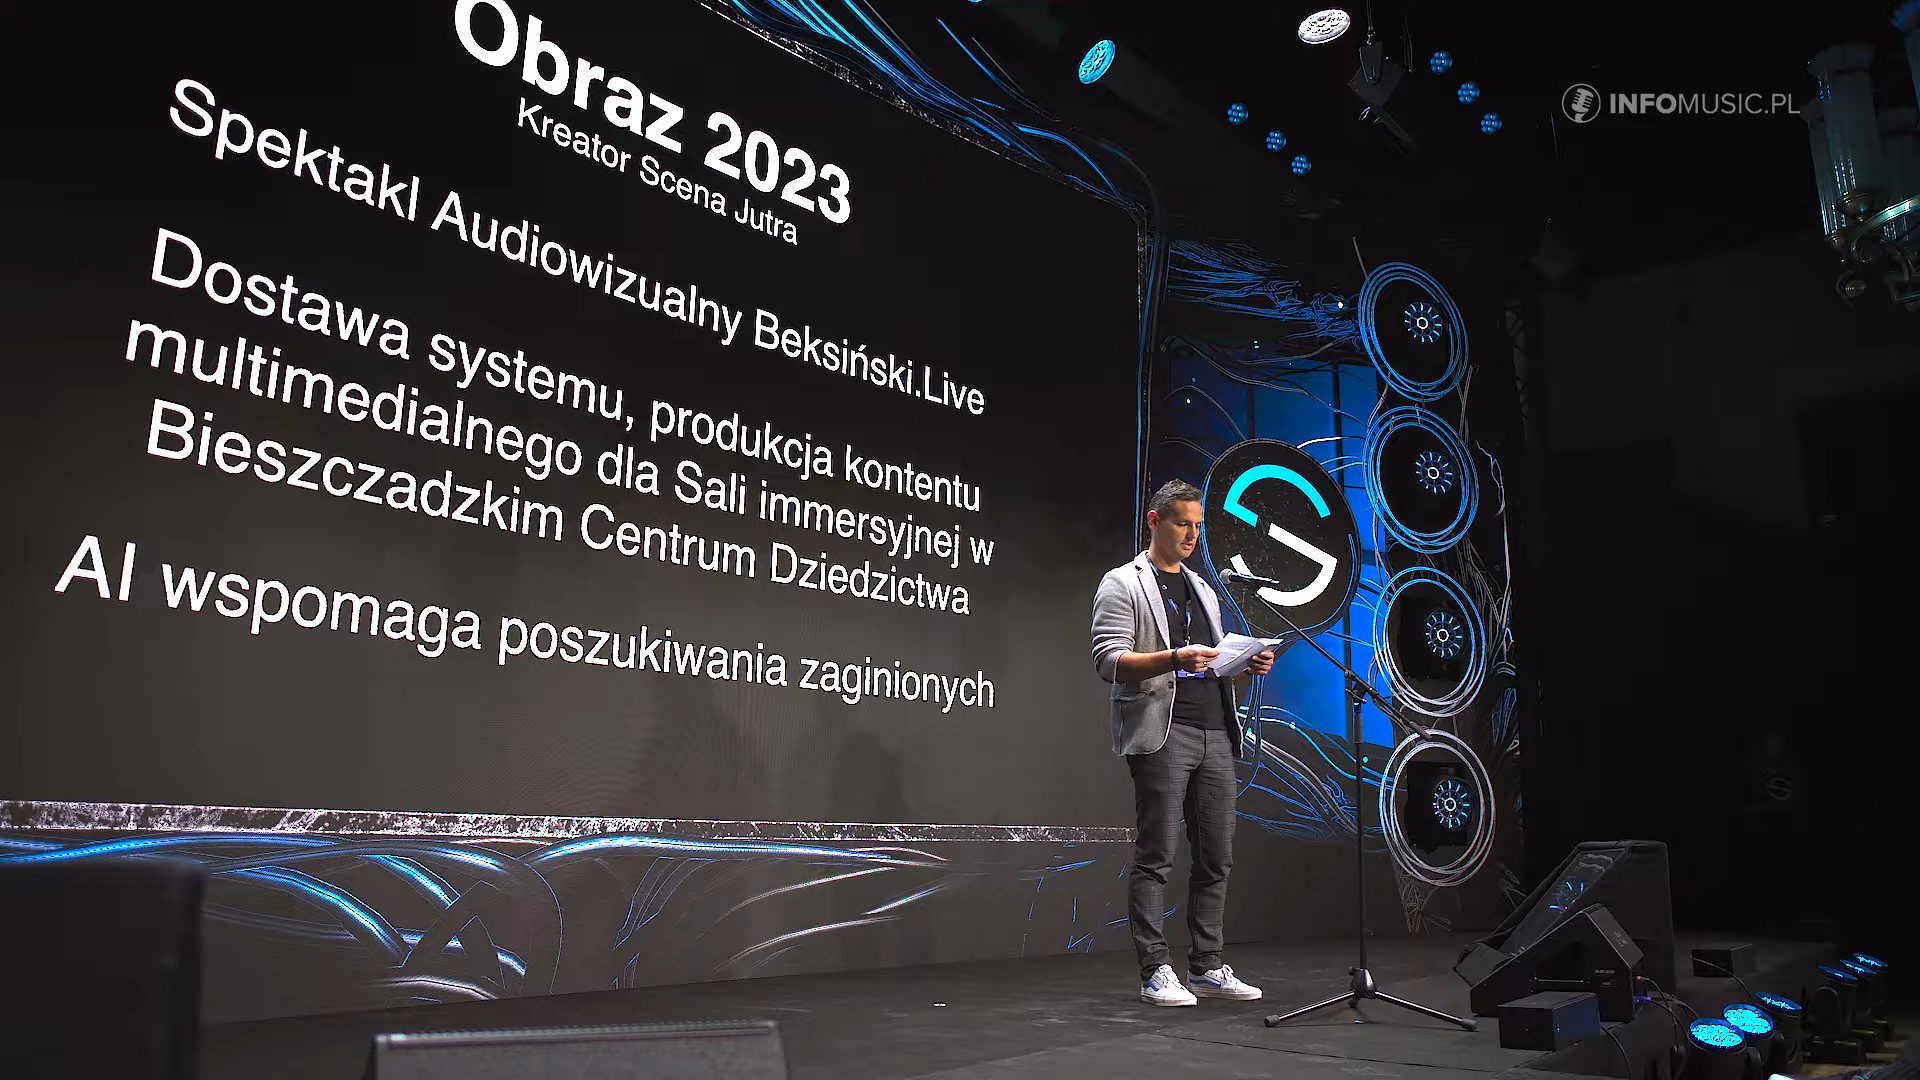 Obraz 2023
Kreator Scena Jutra
Spektakl Audiowizualny Beksiński.Live
Dostawa systemu, produkcja kontentu
multimedialnego dla Sali immersyjnej w
Bieszczadzkim Centrum Dziedzictwa
AI wspomaga poszukiwania zaginionych
INFOMUSIC.PL